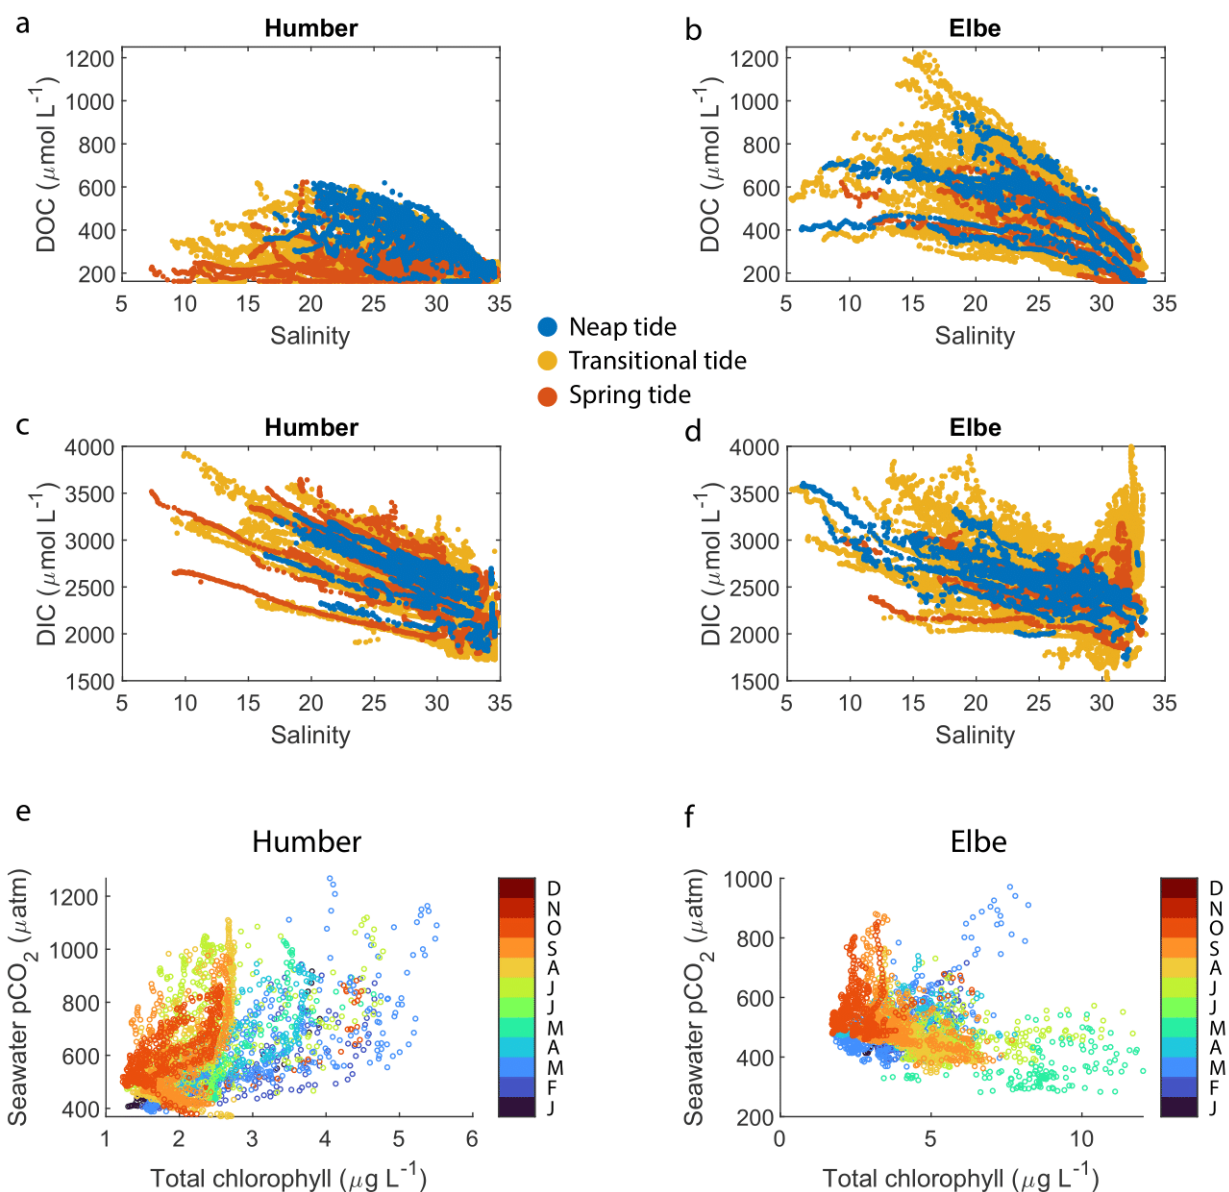 a
Humber
DOC (μmol L⁻¹)
1200
1000
800
600
400
200
5 10 15 20 25 30 35
Salinity
b
Elbe
DOC (μmol L⁻¹)
1200
1000
800
600
400
200
5 10 15 20 25 30 35
Salinity
Neap tide
Transitional tide
Spring tide
c
Humber
DIC (μmol L⁻¹)
4000
3500
3000
2500
2000
1500
5 10 15 20 25 30 35
Salinity
d
Elbe
DIC (μmol L⁻¹)
4000
3500
3000
2500
2000
1500
5 10 15 20 25 30 35
Salinity
e
Humber
Seawater pCO₂ (μatm)
1200
1000
800
600
400
1 2 3 4 5 6
Total chlorophyll (μg L⁻¹)
D
N
O
S
A
J
J
M
A
M
F
J
f
Elbe
Seawater pCO₂ (μatm)
1000
800
600
400
200
0 5 10
Total chlorophyll (μg L⁻¹)
D
N
O
S
A
J
J
M
A
M
F
J